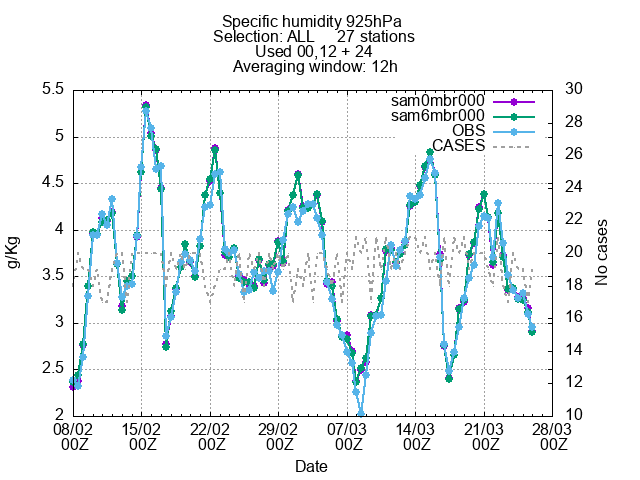 Specific humidity 925hPa
Selection: ALL 27 stations
Used 00,12 + 24
Averaging window: 12h
sam0mbr000
sam6mbr000
OBS
CASES
5.5
5
4.5
4
3.5
3
2.5
2
g/Kg
30
28
26
24
22
20
18
16
14
12
10
No cases
08/02 15/02 22/02 29/02 07/03 14/03 21/03 28/03
00Z 00Z 00Z 00Z 00Z 00Z 00Z 00Z
Date